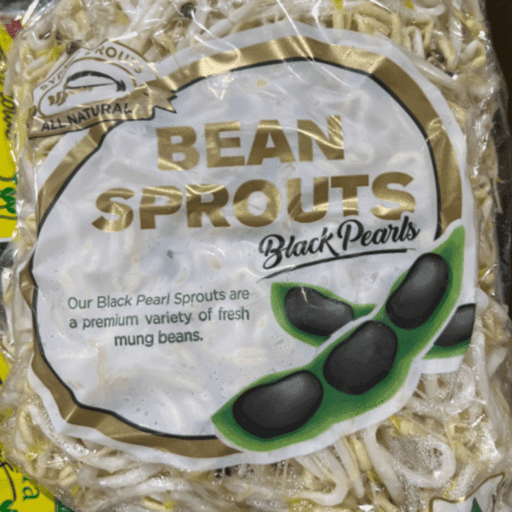 ALL NATURAL
BEAN
SPROUTS
Black Pearls
Our Black Pearl Sprouts are
a premium variety of fresh
mung beans.